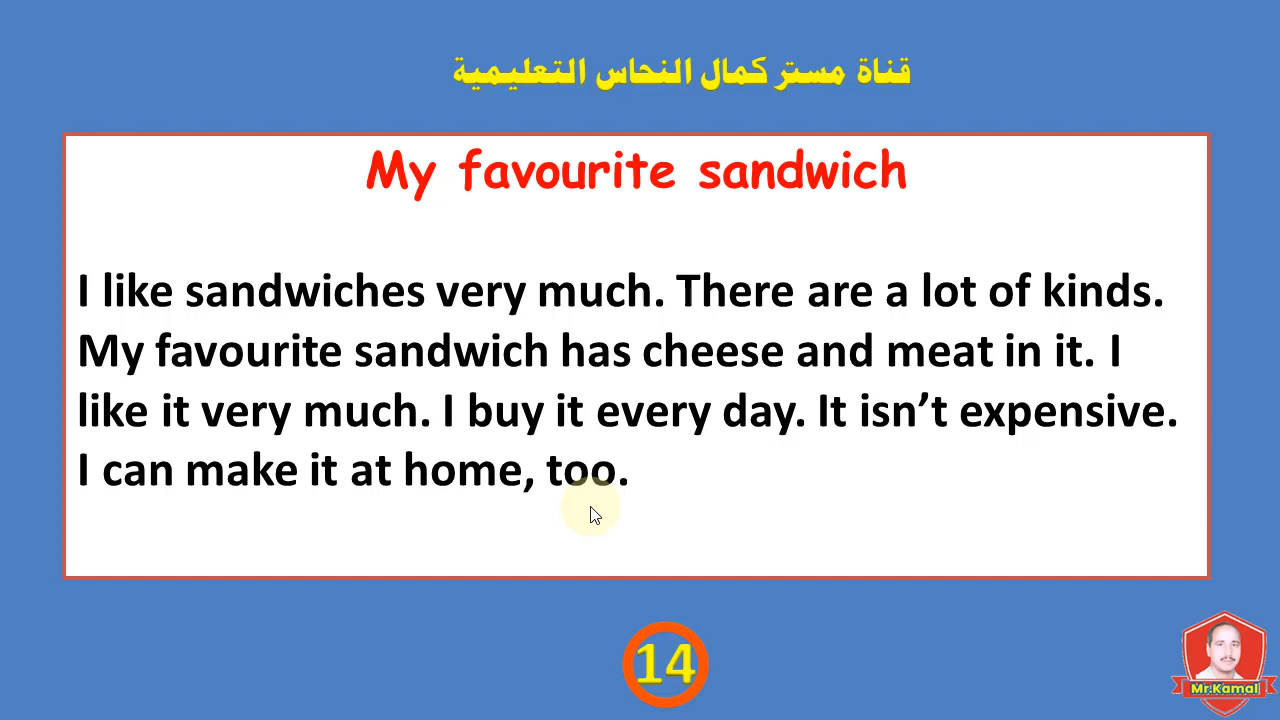 قناة مستر كمال النحاس التعليمية
My favourite sandwich
I like sandwiches very much. There are a lot of kinds.
My favourite sandwich has cheese and meat in it. I
like it very much. I buy it every day. It isn’t expensive.
I can make it at home, too.
14
Mr.Kamal